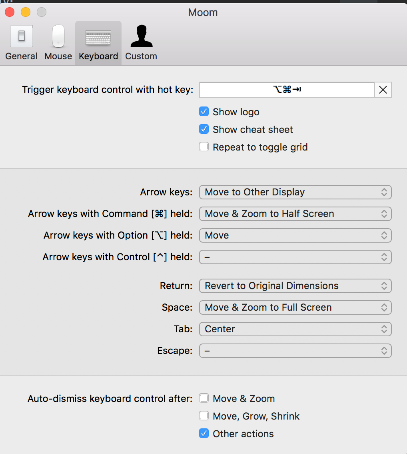 Moom
General Mouse Keyboard Custom
Trigger keyboard control with hot key: ⌥⌘⇥
Show logo
Show cheat sheet
Repeat to toggle grid
Arrow keys: Move to Other Display
Arrow keys with Command [⌘] held: Move & Zoom to Half Screen
Arrow keys with Option [⌥] held: Move
Arrow keys with Control [^] held: –
Return: Revert to Original Dimensions
Space: Move & Zoom to Full Screen
Tab: Center
Escape: –
Auto-dismiss keyboard control after: Move & Zoom
Move, Grow, Shrink
Other actions